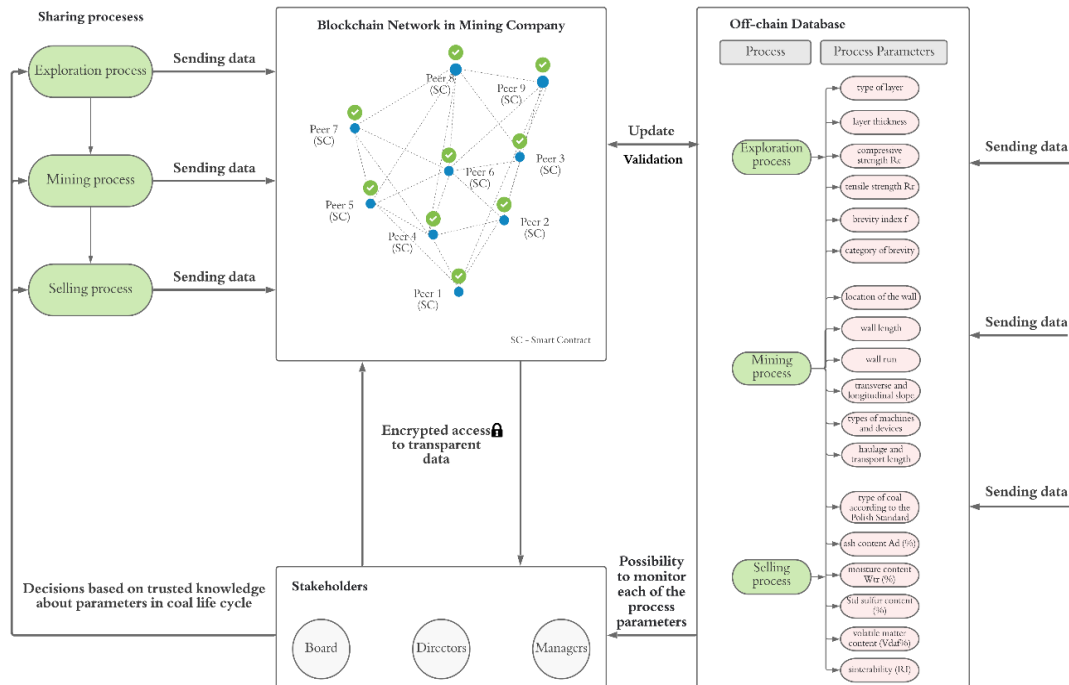 Sharing procesess
Exploration process
Mining process
Selling process
Sending data
Sending data
Sending data
Blockchain Network in Mining Company
Peer 8
(SC)
Peer 9
(SC)
Peer 7
(SC)
Peer 3
(SC)
Peer 6
(SC)
Peer 5
(SC)
Peer 2
(SC)
Peer 4
(SC)
Peer 1
(SC)
SC - Smart Contract
Update
Validation
Encrypted access
to transparent
data
Decisions based on trusted knowledge
about parameters in coal life cycle
Stakeholders
Board
Directors
Managers
Possibility
to monitor
each of the
process
parameters
Off-chain Database
Process
Process Parameters
Exploration
process
type of layer
layer thickness
compressive
strength Rc
tensile strength Rr
brevity index f
category of brevity
Mining
process
location of the wall
wall length
wall run
transverse and
longitudinal slope
types of machines
and devices
haulage and
transport length
Selling
process
type of coal
according to the
Polish Standard
ash content Ad (%)
moisture content
Wtr (%)
Std sulfur content
(%)
volatile matter
content (Vdaf%)
sinterability (RI)
Sending data
Sending data
Sending data